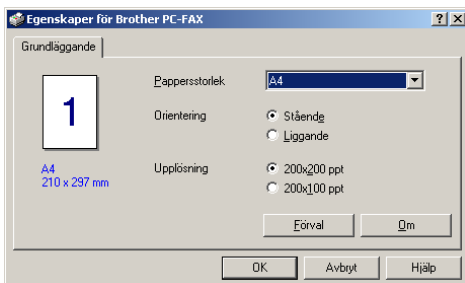 Egenskaper för Brother PC-FAX
Grundläggande
1
Pappersstorlek A4
Orientering Stående
Liggande
A4 Upplösning 200x200 ppt
210 x 297 mm 200x100 ppt
Förval Om
OK Avbryt Hjälp